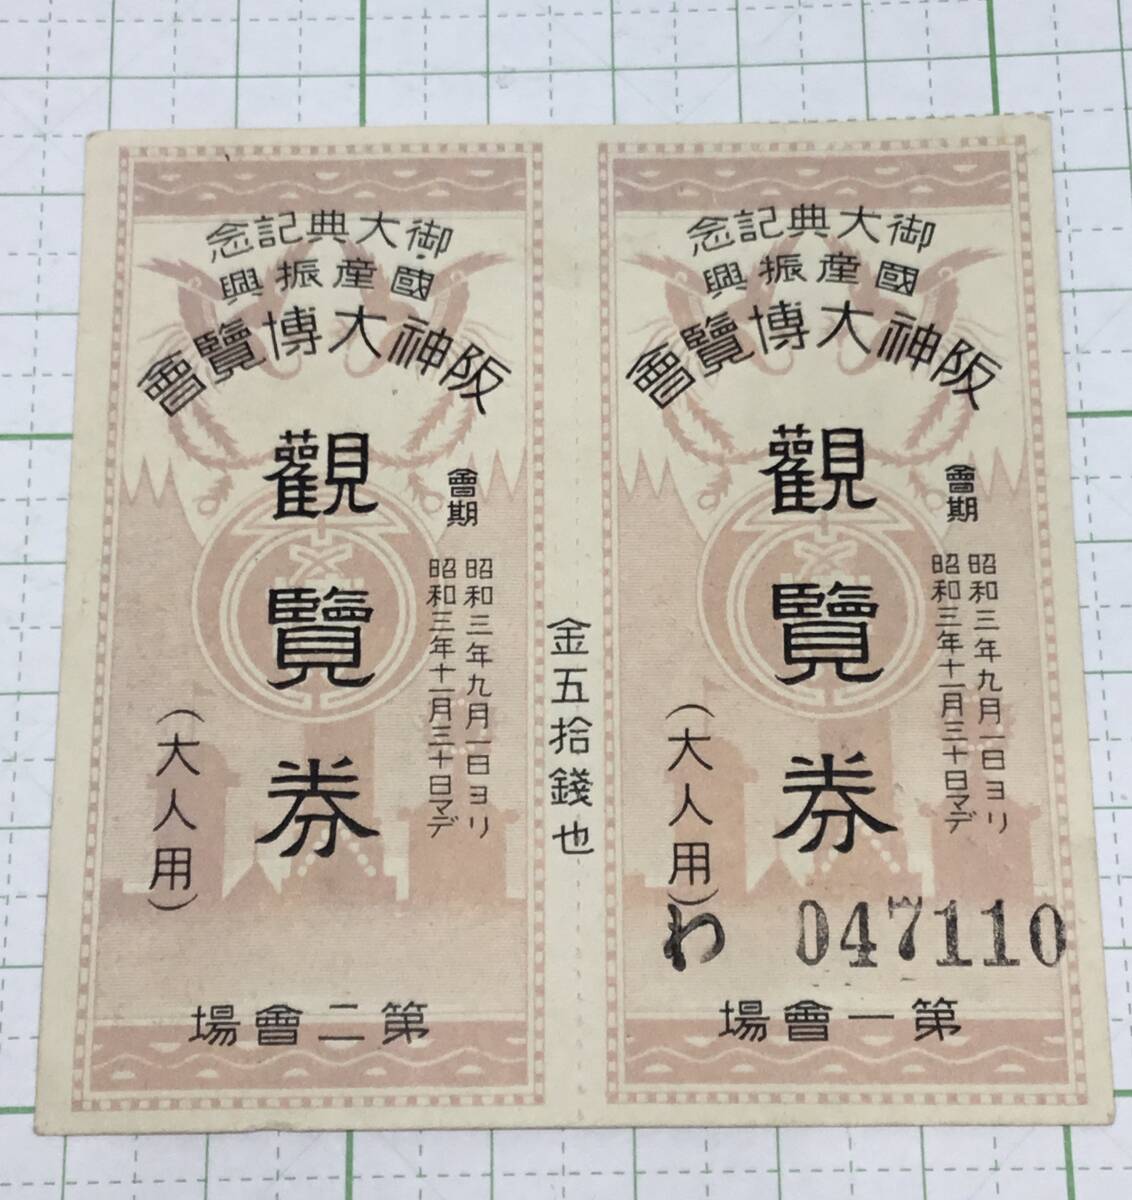 御大典記念
國産振興
阪神大博覽會
觀覽券
會期
昭和三年九月一日ヨリ
昭和三年十一月三十日マデ
(大人用)
わ 047110
第一會場
金五拾錢也
御大典記念
國産振興
阪神大博覽會
觀覽券
會期
昭和三年九月一日ヨリ
昭和三年十一月三十日マデ
(大人用)
第二會場